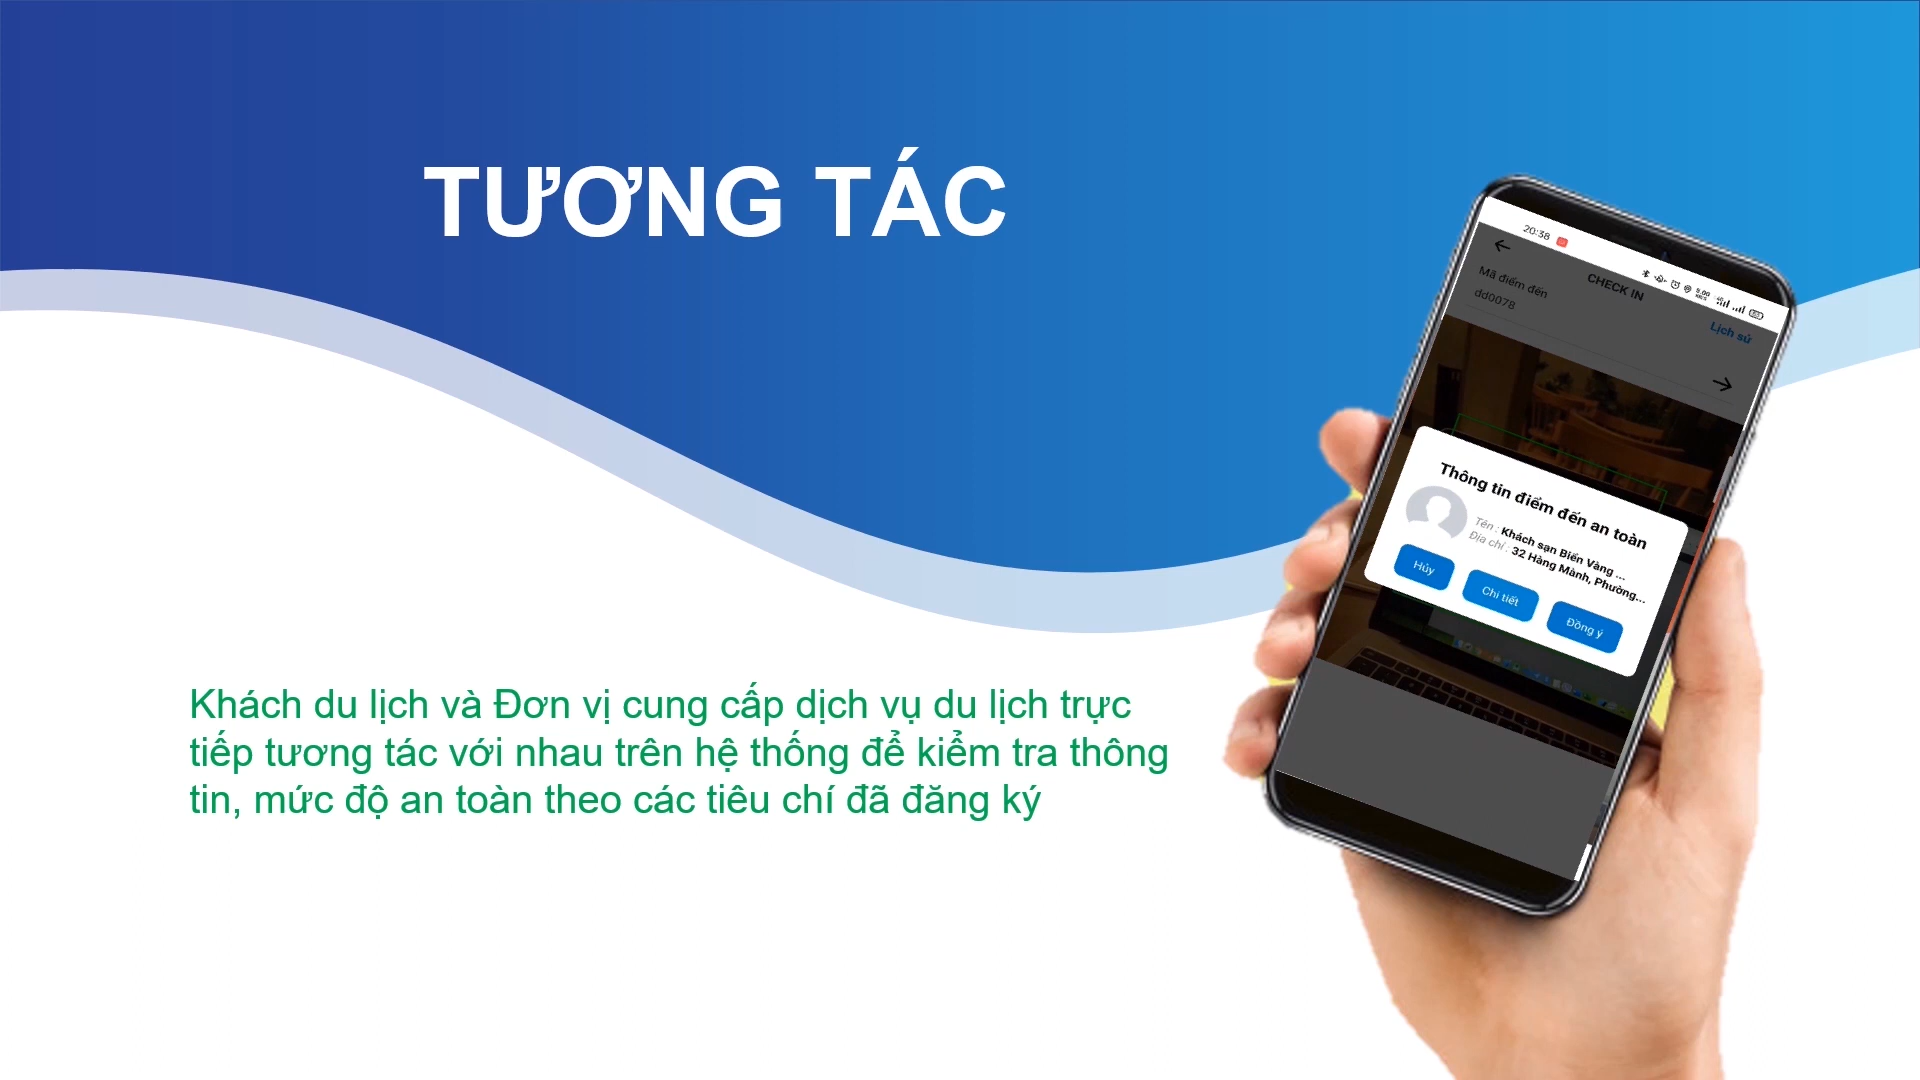 TƯƠNG TÁC
20:38
CHECK IN
Mã điểm đến
dd0078
Lịch sử
Thông tin điểm đến an toàn
Tên : Khách sạn Biển Vàng ...
Địa chỉ : 32 Hàng Mành, Phường...
Hủy
Chi tiết
Đồng ý
Khách du lịch và Đơn vị cung cấp dịch vụ du lịch trực
tiếp tương tác với nhau trên hệ thống để kiểm tra thông
tin, mức độ an toàn theo các tiêu chí đã đăng ký